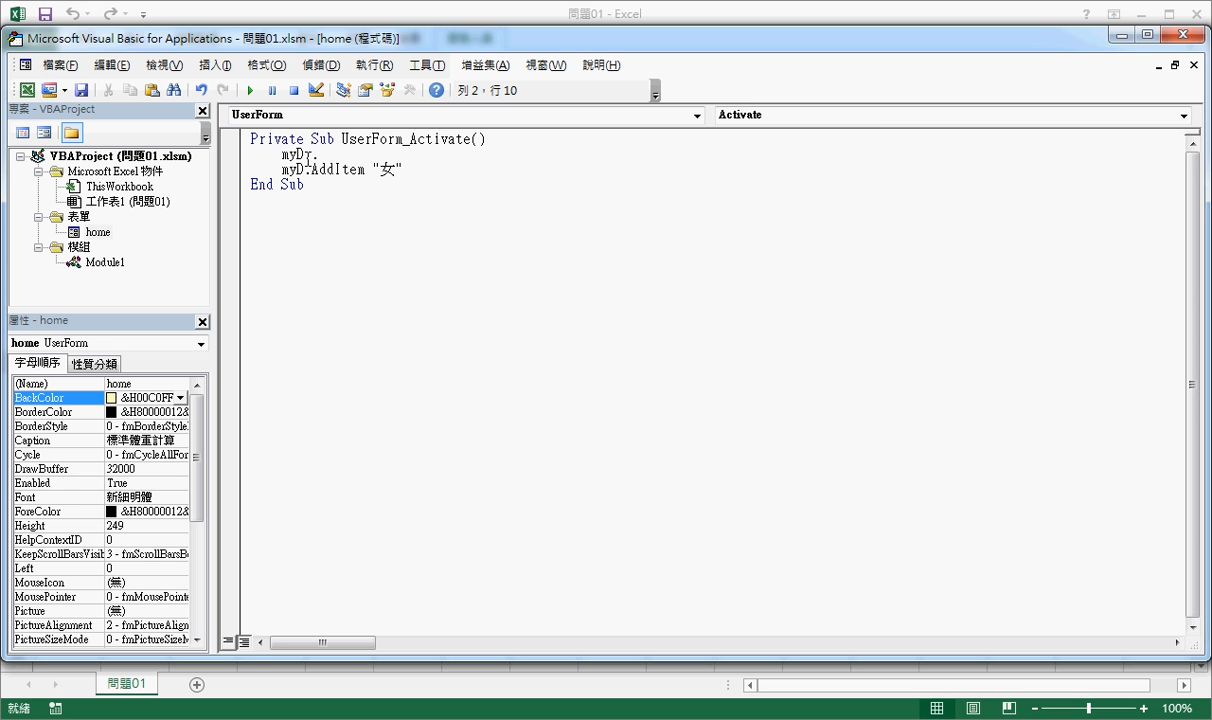 問題01 - Excel
Microsoft Visual Basic for Applications - 問題01.xlsm - [home (程式碼)]
檔案(F) 編輯(E) 檢視(V) 插入(I) 格式(O) 偵錯(D) 執行(R) 工具(T) 增益集(A) 視窗(W) 說明(H)
列 2，行 10
專案 - VBAProject
UserForm
Activate
VBAProject (問題01.xlsm)
Microsoft Excel 物件
ThisWorkbook
工作表1 (問題01)
表單
home
模組
Module1
Private Sub UserForm_Activate()
myD.
myD.AddItem "女"
End Sub
屬性 - home
home UserForm
字母順序 性質分類
(Name) home
BackColor &H00C0FF
BorderColor &H80000012&
BorderStyle 0 - fmBorderStyle
Caption 標準體重計算
Cycle 0 - fmCycleAllFor
DrawBuffer 32000
Enabled True
Font 新細明體
ForeColor &H80000012&
Height 249
HelpContextID 0
KeepScrollBarsVisib 3 - fmScrollBarsB
Left 0
MouseIcon (無)
MousePointer 0 - fmMousePointe
Picture (無)
PictureAlignment 2 - fmPictureAlign
PictureSizeMode 0 - fmPictureSizeM
問題01
就緒
100%